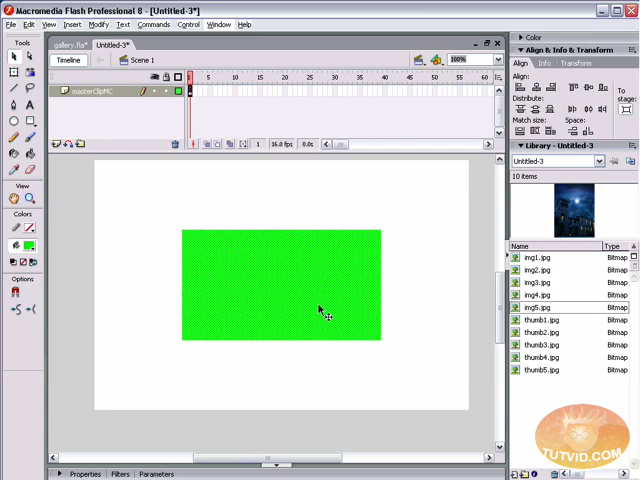 Macromedia Flash Professional 8 - [Untitled-3*]
File Edit View Insert Modify Text Commands Control Window Help
Tools
View
Colors
Options
gallery.fla* Untitled-3*
Timeline Scene 1 100%
1 5 10 15 20 25 30 35 40 45 50 55 60
masterClipMC
1 16.0 fps 0.0s
Properties Filters Parameters
Color
Align & Info & Transform
Align Info Transform
Align:
To stage:
Distribute:
Match size: Space:
Library - Untitled-3
Untitled-3
10 items
Name Type
img1.jpg Bitmap
img2.jpg Bitmap
img3.jpg Bitmap
img4.jpg Bitmap
img5.jpg Bitmap
thumb1.jpg Bitmap
thumb2.jpg Bitmap
thumb3.jpg Bitmap
thumb4.jpg Bitmap
thumb5.jpg Bitmap
TUTVID.COM